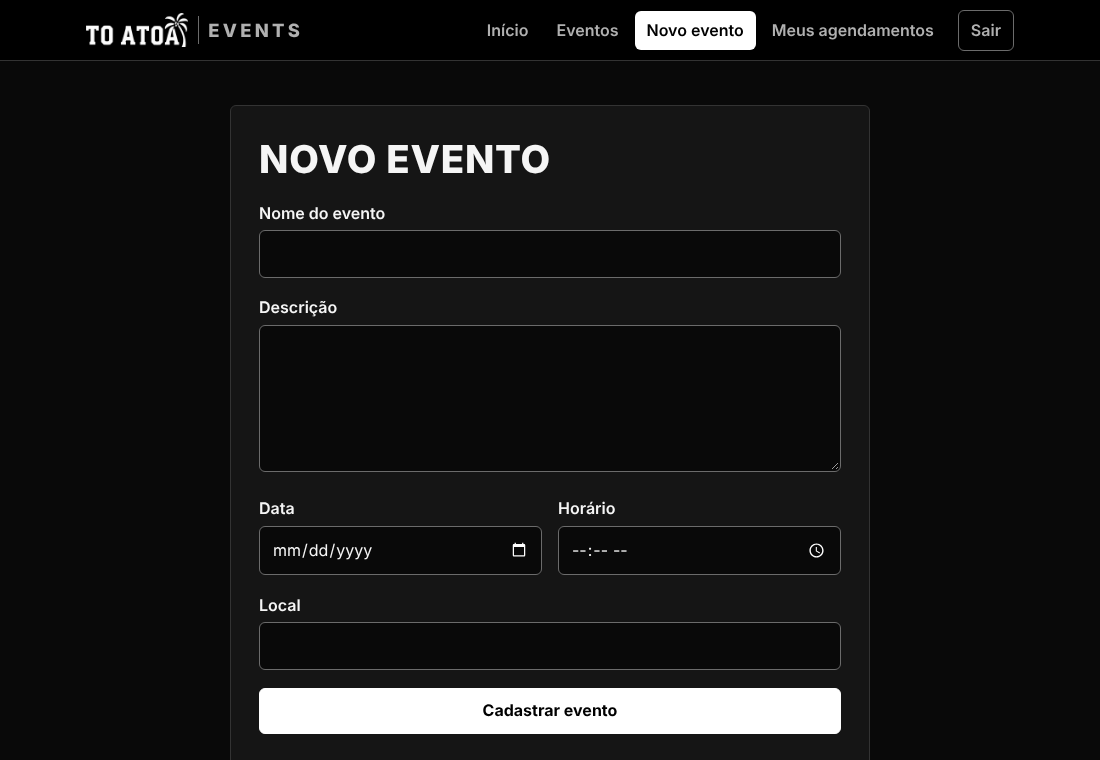 TO ATOA EVENTS Início Eventos Novo evento Meus agendamentos Sair
NOVO EVENTO
Nome do evento
Descrição
Data Horário
mm/dd/yyyy --:-- --
Local
Cadastrar evento